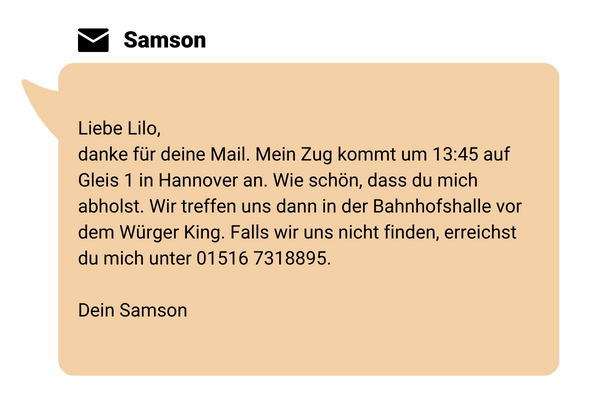 Samson
Liebe Lilo,
danke für deine Mail. Mein Zug kommt um 13:45 auf
Gleis 1 in Hannover an. Wie schön, dass du mich
abholst. Wir treffen uns dann in der Bahnhofshalle vor
dem Würger King. Falls wir uns nicht finden, erreichst
du mich unter 01516 7318895.
Dein Samson